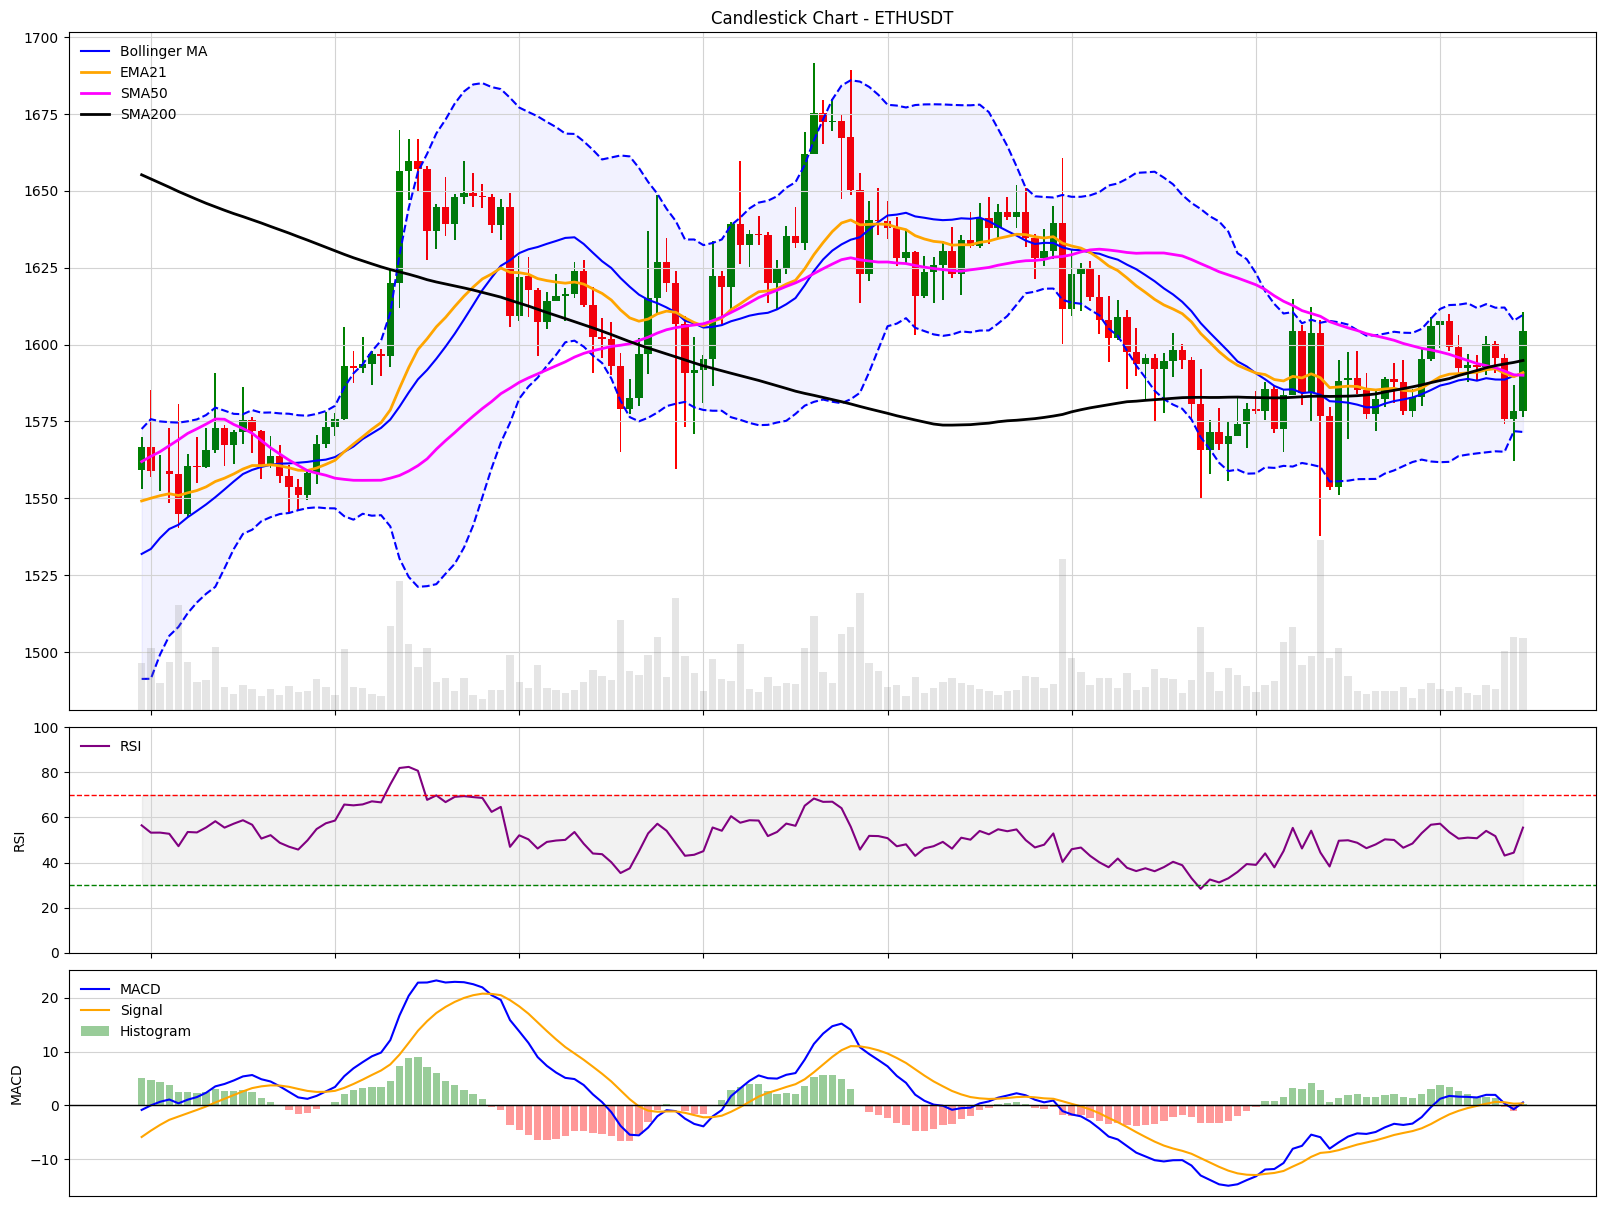 Candlestick Chart - ETHUSDT
Bollinger MA
EMA21
SMA50
SMA200
1700
1675
1650
1625
1600
1575
1550
1525
1500
RSI
RSI
100
80
60
40
20
0
MACD
Signal
Histogram
MACD
20
10
0
−10